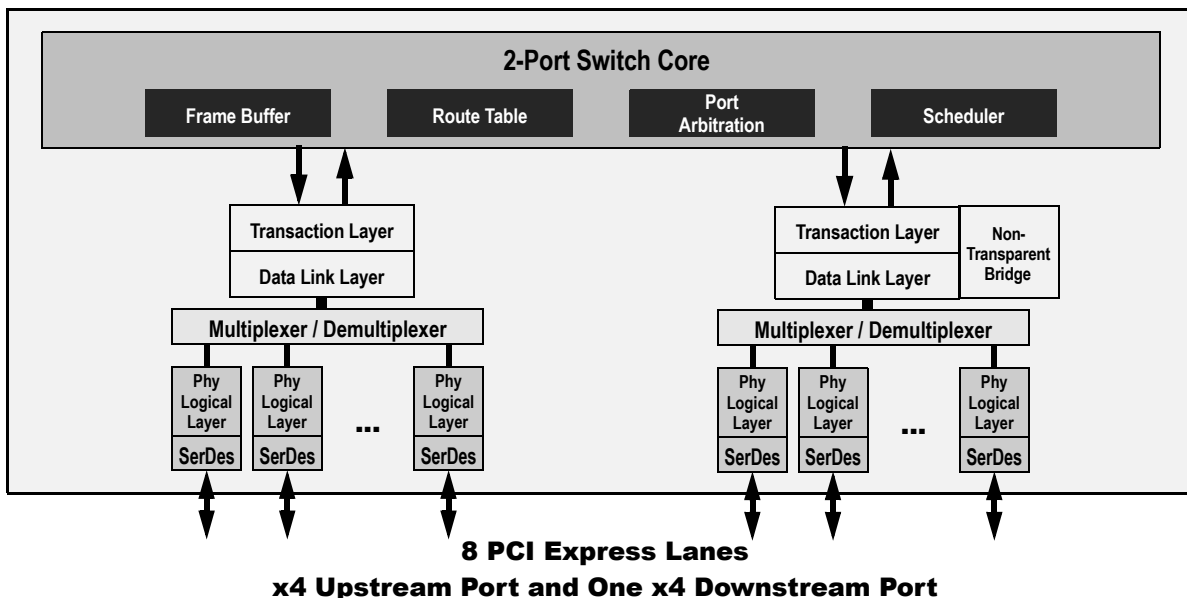 2-Port Switch Core
Frame Buffer
Route Table
Port
Arbitration
Scheduler
Transaction Layer
Data Link Layer
Multiplexer / Demultiplexer
Phy
Logical
Layer
SerDes
Phy
Logical
Layer
SerDes
...
Phy
Logical
Layer
SerDes
Transaction Layer
Data Link Layer
Non-
Transparent
Bridge
Multiplexer / Demultiplexer
Phy
Logical
Layer
SerDes
Phy
Logical
Layer
SerDes
...
Phy
Logical
Layer
SerDes
8 PCI Express Lanes
x4 Upstream Port and One x4 Downstream Port